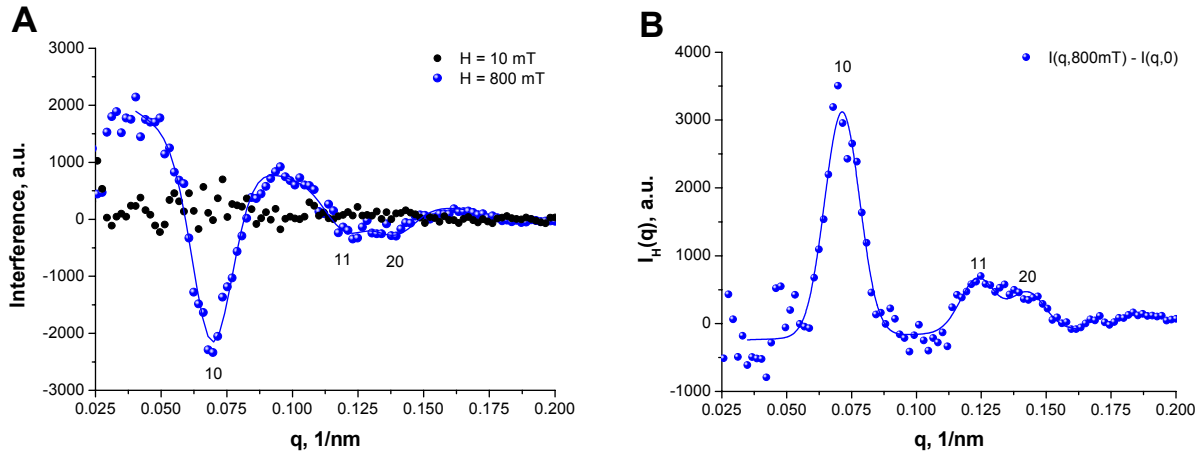 A
Interference, a.u.
3000
2000
1000
0
-1000
-2000
-3000
H = 10 mT
H = 800 mT
10
11
20
0.025 0.050 0.075 0.100 0.125 0.150 0.175 0.200
q, 1/nm
B
I_H(q), a.u.
4000
3000
2000
1000
0
-1000
I(q,800mT) - I(q,0)
10
11
20
0.025 0.050 0.075 0.100 0.125 0.150 0.175 0.200
q, 1/nm